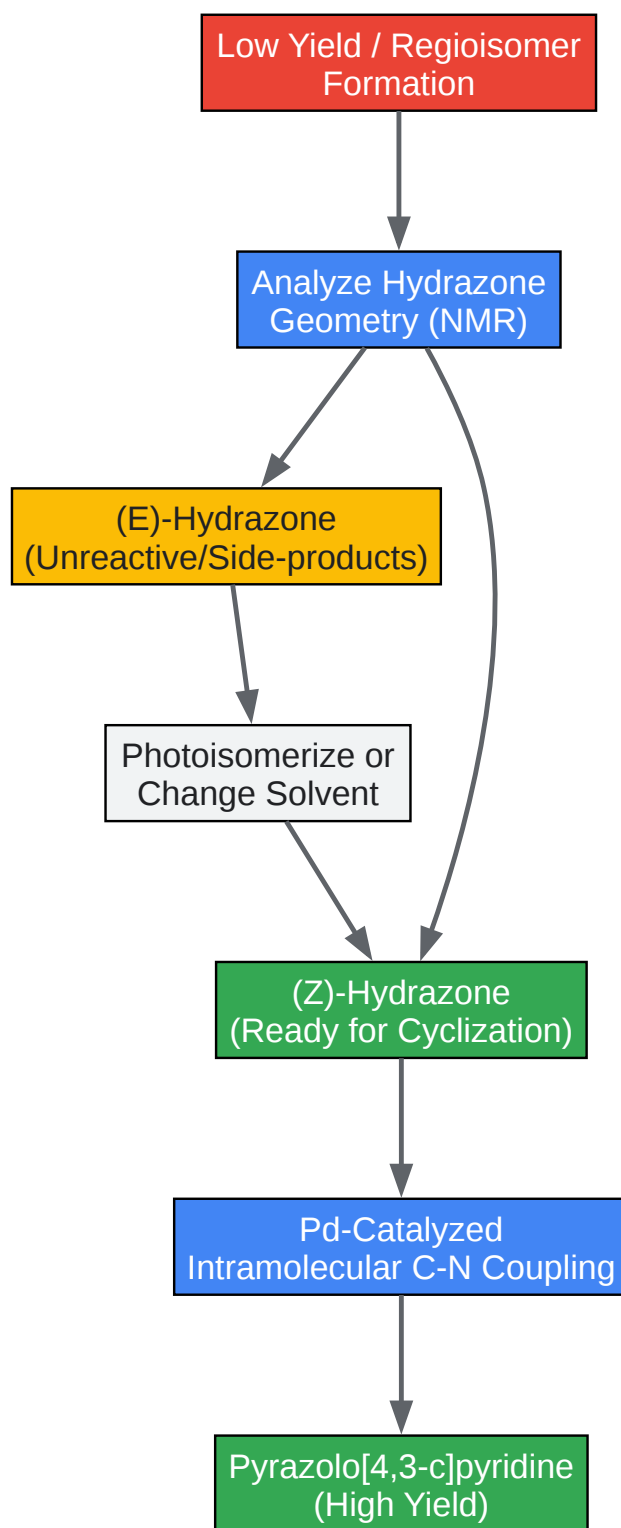 Low Yield / Regioisomer
Formation
Analyze Hydrazone
Geometry (NMR)
(E)-Hydrazone
(Unreactive/Side-products)
Photoisomerize or
Change Solvent
(Z)-Hydrazone
(Ready for Cyclization)
Pd-Catalyzed
Intramolecular C-N Coupling
Pyrazolo[4,3-c]pyridine
(High Yield)